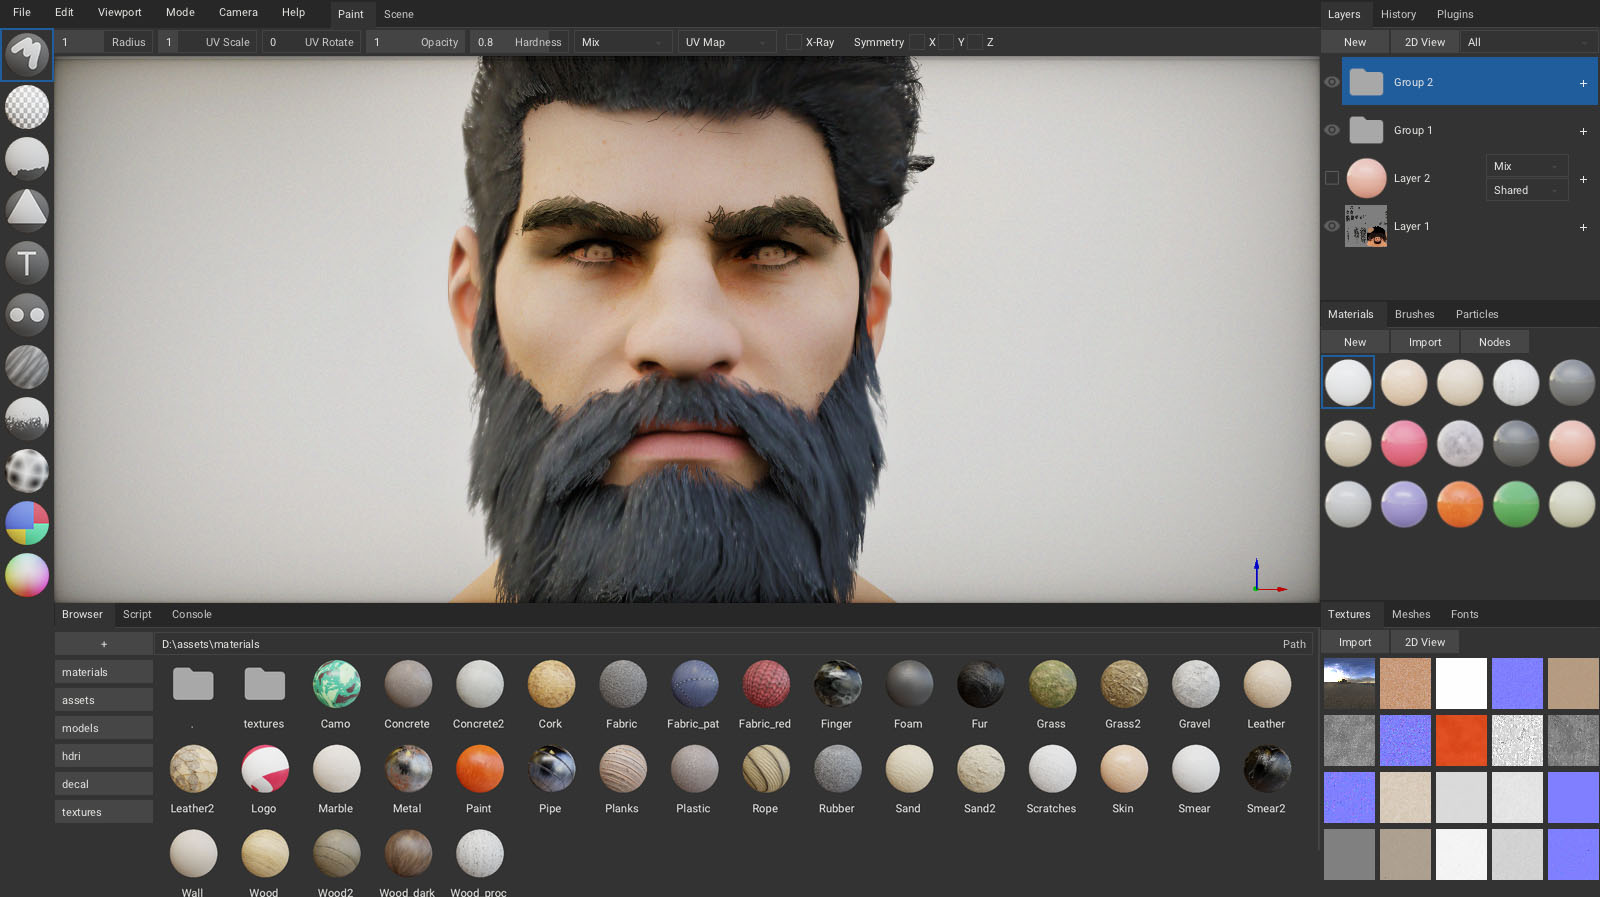 File Edit Viewport Mode Camera Help Paint Scene
1 Radius 1 UV Scale 0 UV Rotate 1 Opacity 0.8 Hardness Mix UV Map X-Ray Symmetry X Y Z
T
Layers History Plugins
New 2D View All
Group 2 +
Group 1 +
Layer 2 Mix Shared +
Layer 1 +
Materials Brushes Particles
New Import Nodes
Browser Script Console
+ D:\assets\materials Path
materials
assets
models
hdri
decal
textures
. textures Camo Concrete Concrete2 Cork Fabric Fabric_pat Fabric_red Finger Foam Fur Grass Grass2 Gravel Leather
Leather2 Logo Marble Metal Paint Pipe Planks Plastic Rope Rubber Sand Sand2 Scratches Skin Smear Smear2
Wall Wood Wood2 Wood_dark Wood_proc
Textures Meshes Fonts
Import 2D View